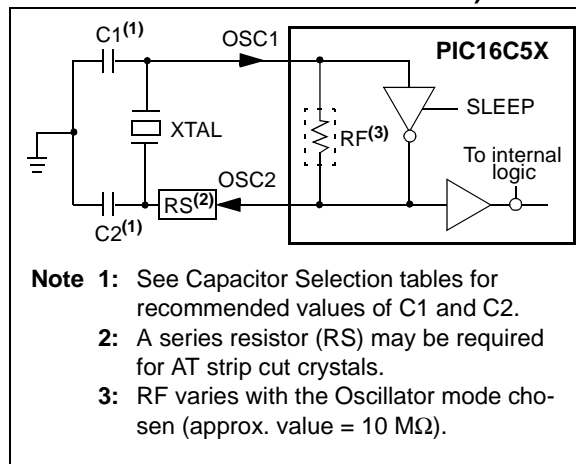 C1(1)
OSC1
PIC16C5X
SLEEP
XTAL
RF(3)
To internal
logic
OSC2
RS(2)
C2(1)
Note 1: See Capacitor Selection tables for
recommended values of C1 and C2.
2: A series resistor (RS) may be required
for AT strip cut crystals.
3: RF varies with the Oscillator mode cho-
sen (approx. value = 10 MΩ).